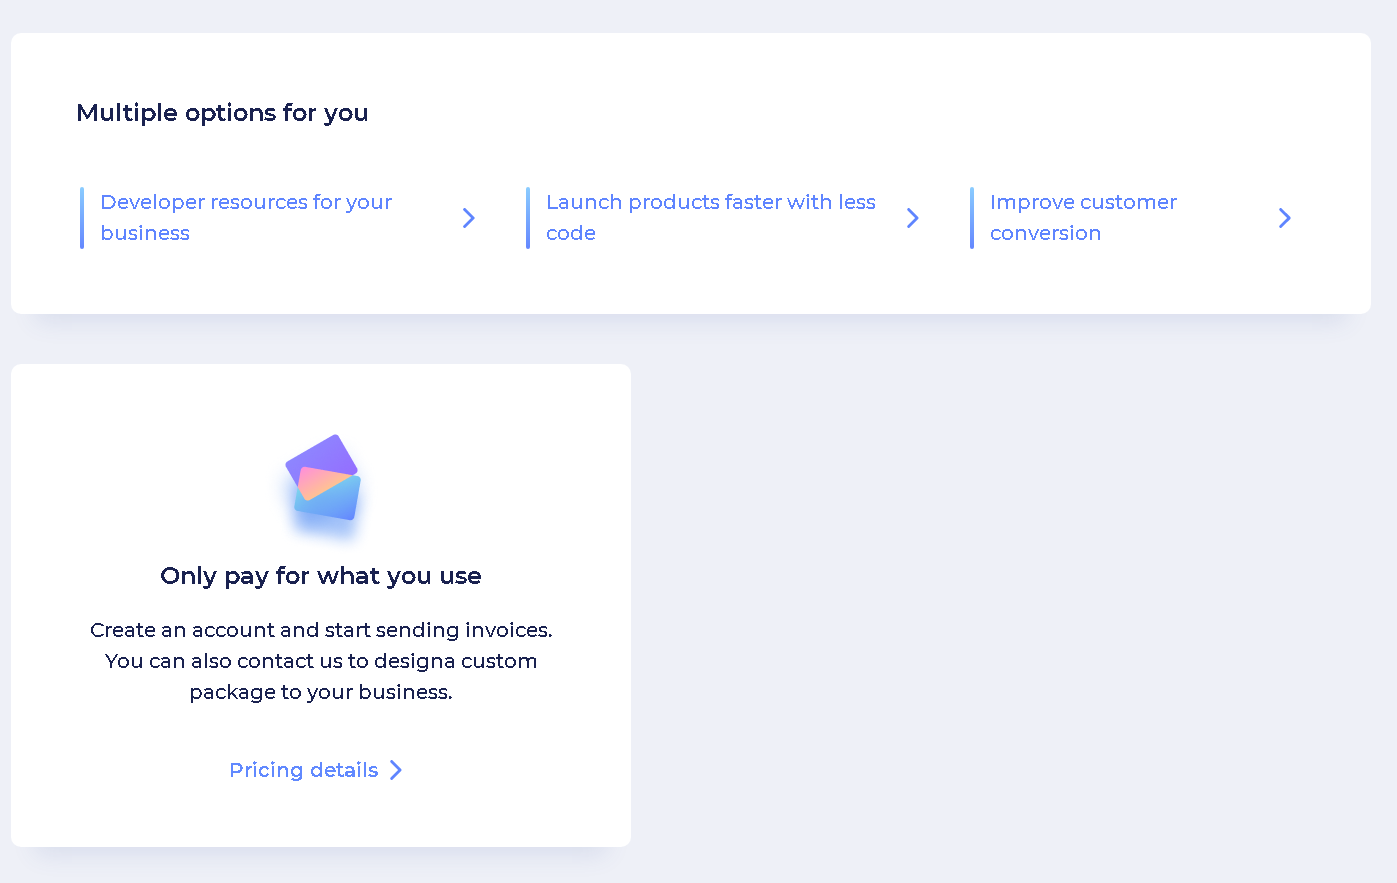 Multiple options for you
Developer resources for your
business
Launch products faster with less
code
Improve customer
conversion
Only pay for what you use
Create an account and start sending invoices.
You can also contact us to designa custom
package to your business.
Pricing details